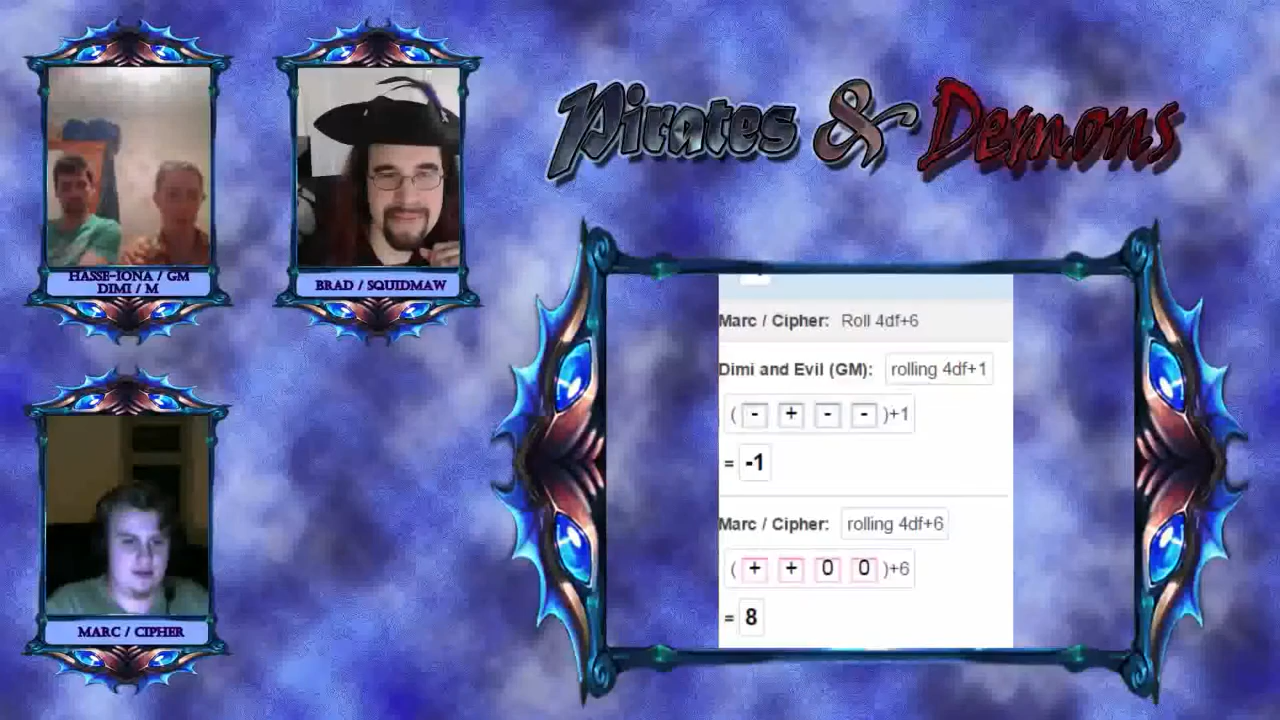 Pirates & Demons
HASSE-IONA / GM
DIMI / M
BRAD / SQUIDMAW
MARC / CIPHER
Marc / Cipher: Roll 4df+6
Dimi and Evil (GM): rolling 4df+1
( - + - - )+1
= -1
Marc / Cipher: rolling 4df+6
( + + 0 0 )+6
= 8